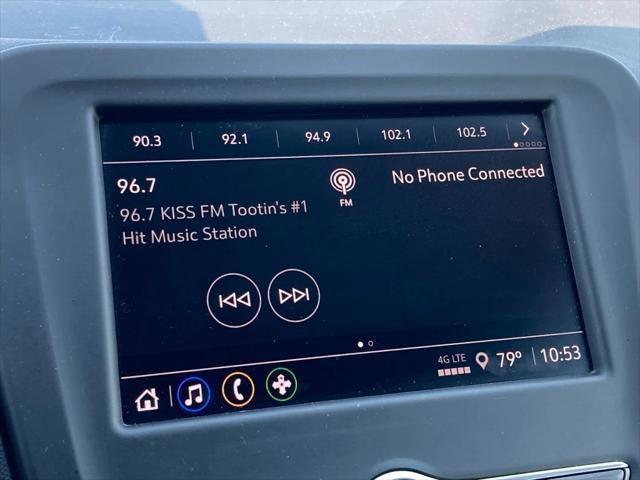 90.3 92.1 94.9 102.1 102.5
96.7
FM
No Phone Connected
96.7 KISS FM Tootin's #1
Hit Music Station
4G LTE
79° 10:53